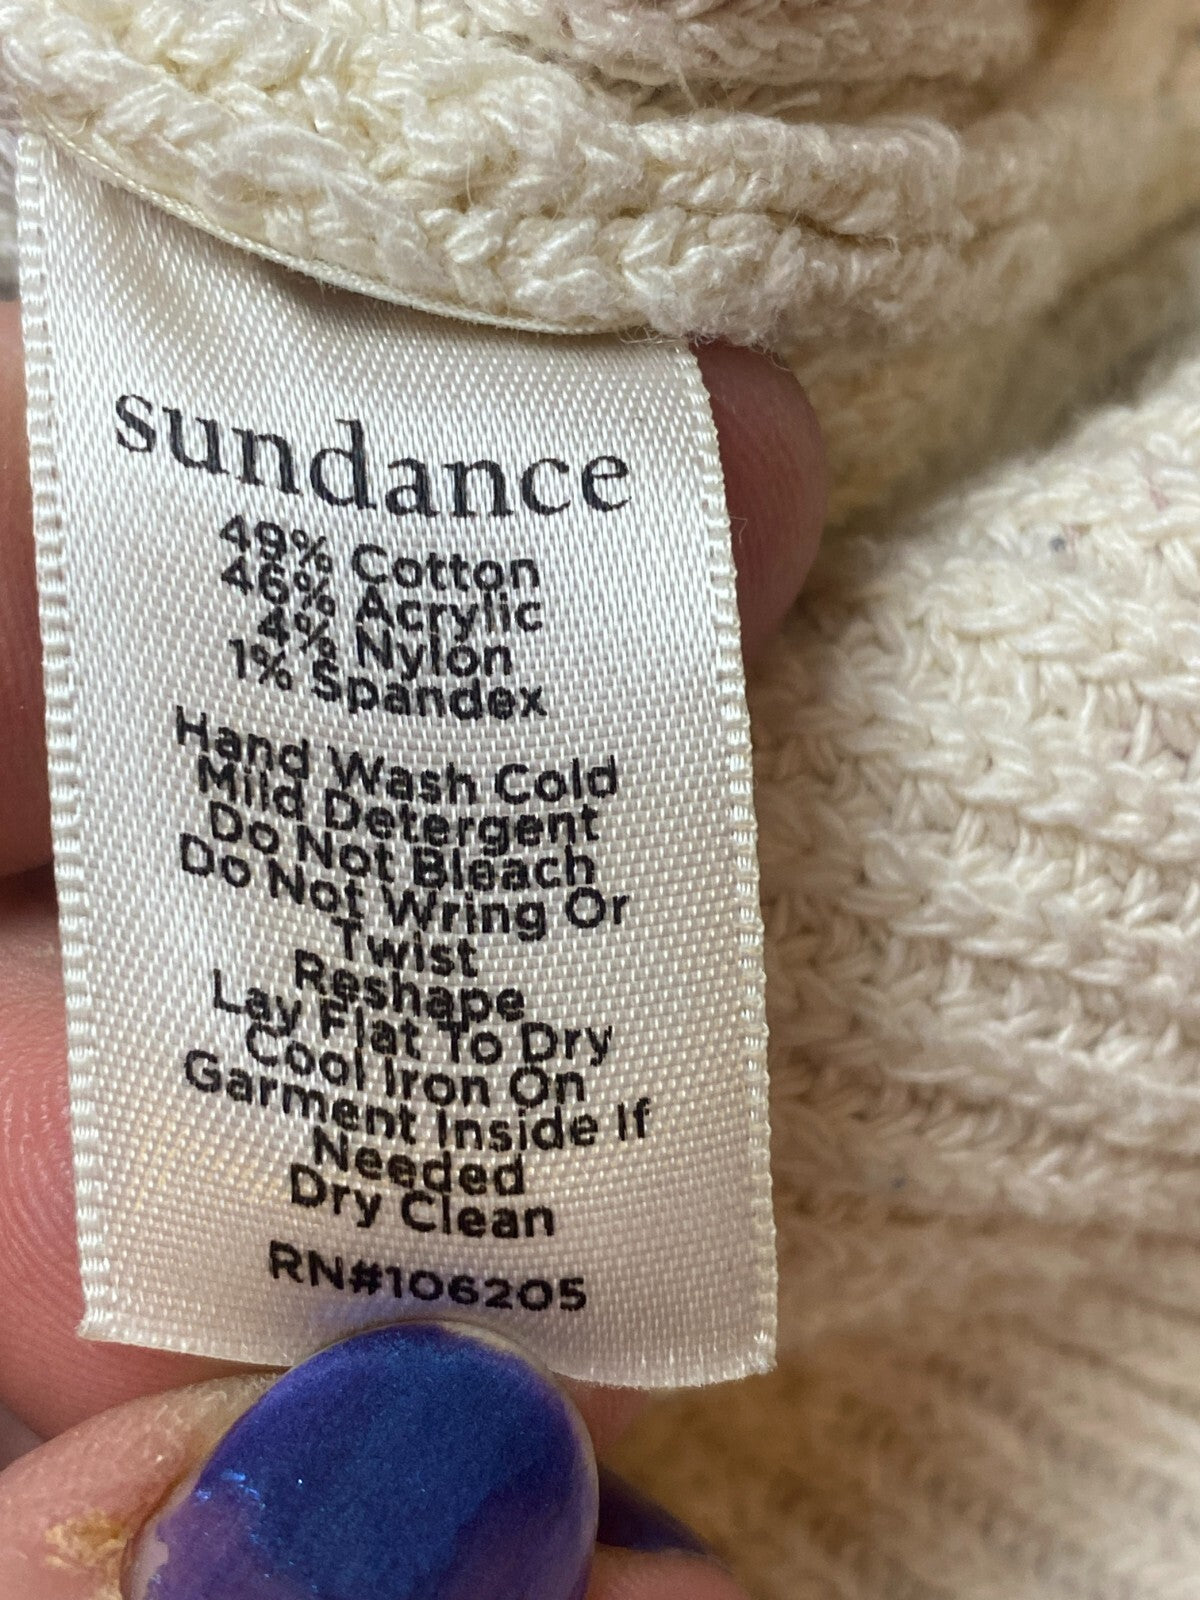 sundance
49% Cotton
46% Acrylic
4% Nylon
1% Spandex
Hand Wash Cold
Mild Detergent
Do Not Bleach
Do Not Wring Or
Twist
Reshape
Lay Flat To Dry
Cool Iron On
Garment Inside If
Needed
Dry Clean
RN#106205